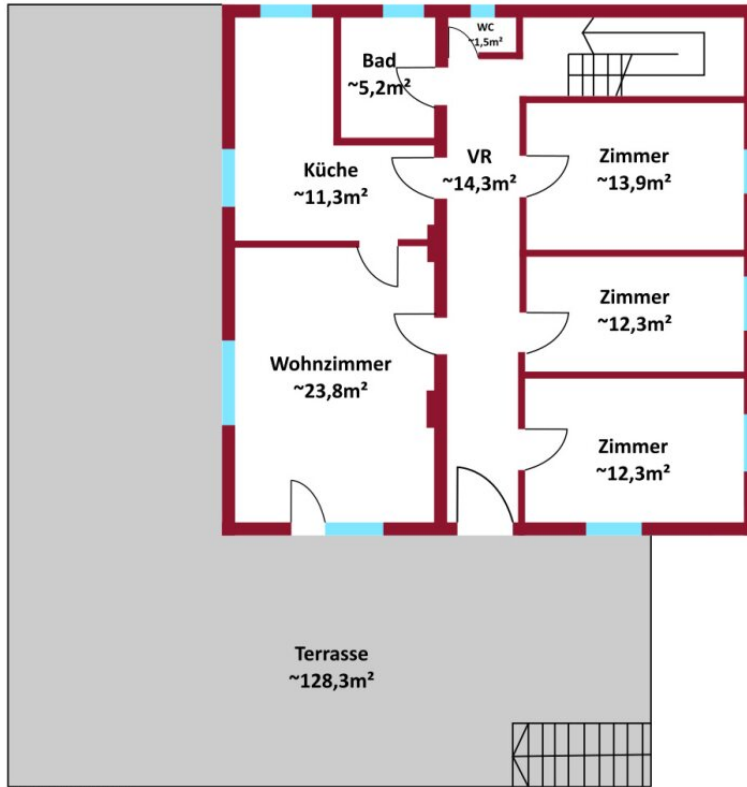 WC
~1,5m²
Bad
~5,2m²
Küche
~11,3m²
VR
~14,3m²
Zimmer
~13,9m²
Zimmer
~12,3m²
Wohnzimmer
~23,8m²
Zimmer
~12,3m²
Terrasse
~128,3m²